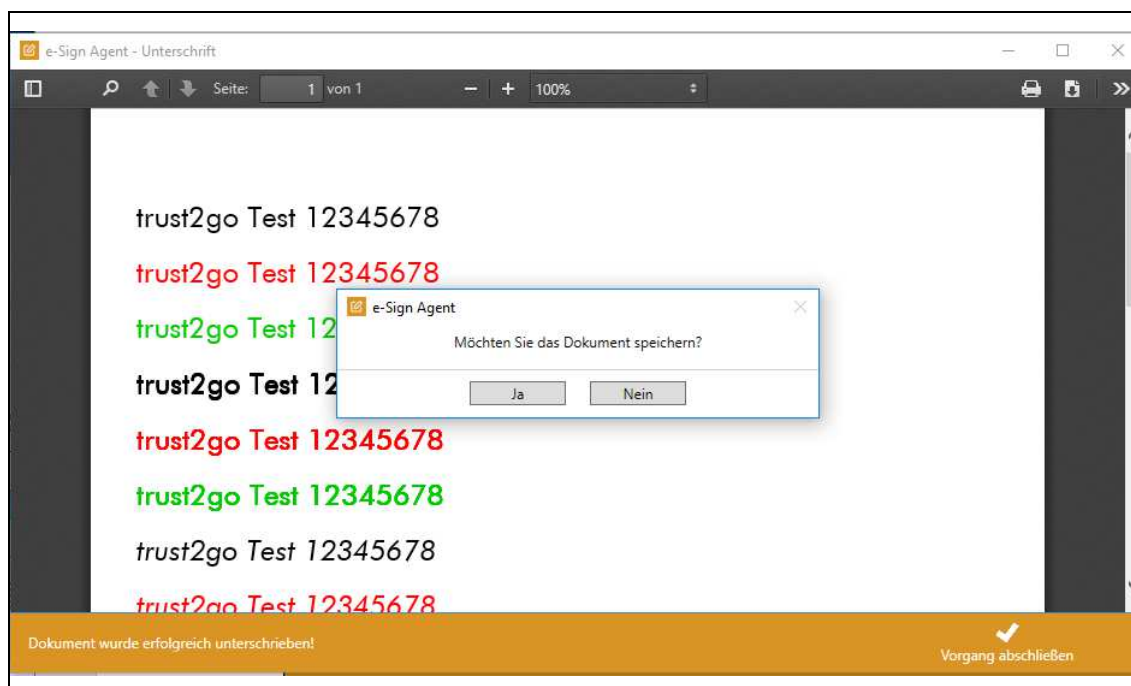 e-Sign Agent - Unterschrift
Seite: 1 von 1 100%
trust2go Test 12345678
trust2go Test 12345678
trust2go Test 12
trust2go Test 12
trust2go Test 12345678
trust2go Test 12345678
trust2go Test 12345678
trust2go Test 12345678
e-Sign Agent
Möchten Sie das Dokument speichern?
Ja Nein
Dokument wurde erfolgreich unterschrieben!
Vorgang abschließen